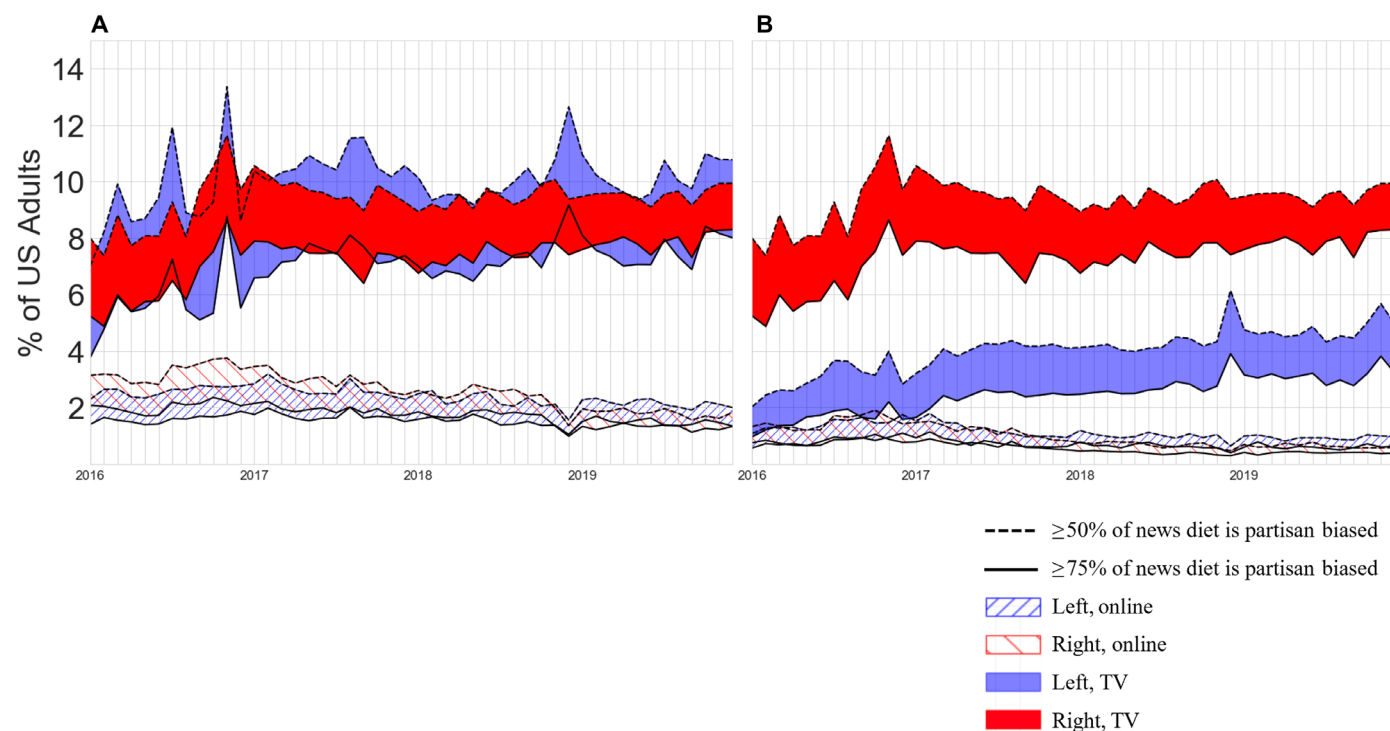 A
B
% of US Adults
14
12
10
8
6
4
2
2016
2017
2018
2019
2016
2017
2018
2019
≥50% of news diet is partisan biased
≥75% of news diet is partisan biased
Left, online
Right, online
Left, TV
Right, TV